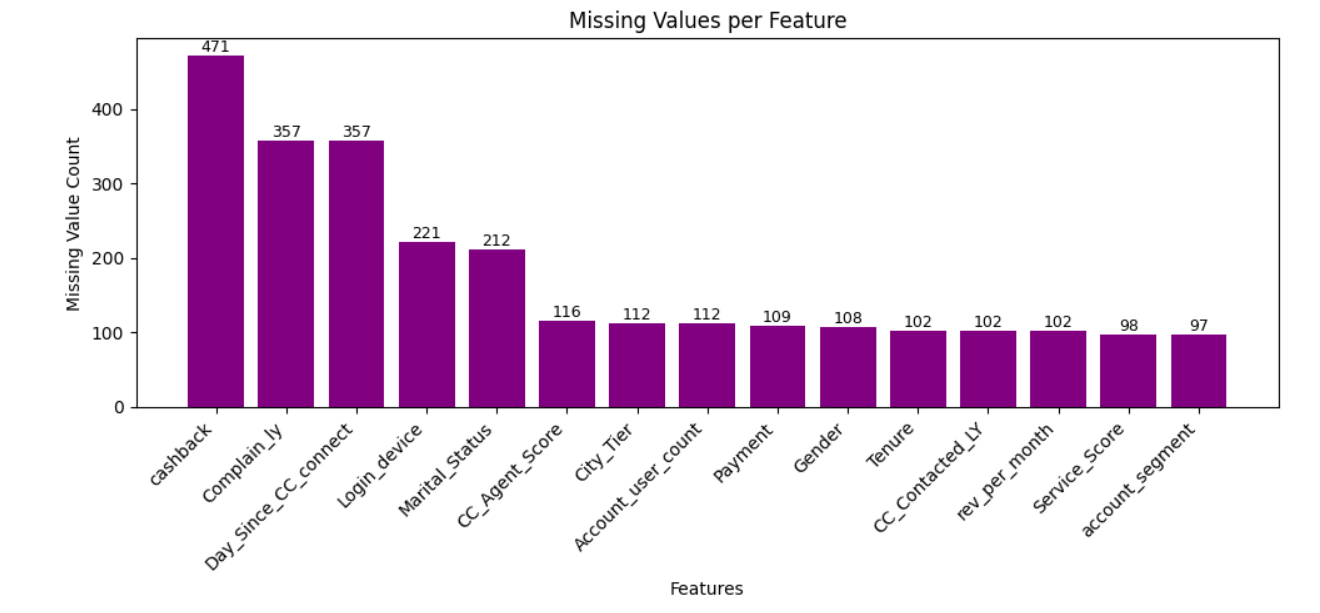 Missing Values per Feature
Missing Value Count
400
300
200
100
0
471
357
357
221
212
116
112
112
109
108
102
102
102
98
97
cashback
Complain_ly
Day_Since_CC_connect
Login_device
Marital_Status
CC_Agent_Score
City_Tier
Account_user_count
Payment
Gender
Tenure
CC_Contacted_LY
rev_per_month
Service_Score
account_segment
Features